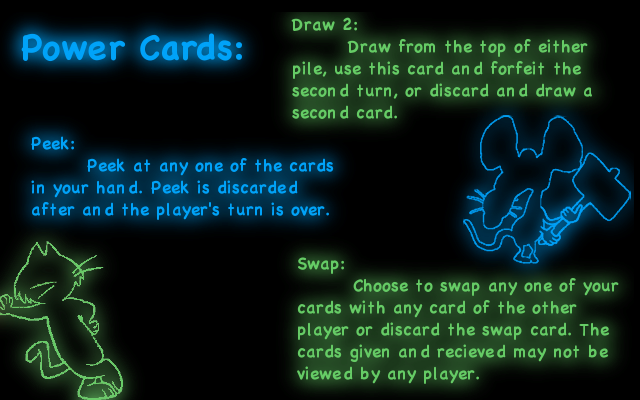 Power Cards:
Draw 2:
Draw from the top of either
pile, use this card and forfeit the
second turn, or discard and draw a
second card.
Peek:
Peek at any one of the cards
in your hand. Peek is discarded
after and the player's turn is over.
Swap:
Choose to swap any one of your
cards with any card of the other
player or discard the swap card. The
cards given and recieved may not be
viewed by any player.